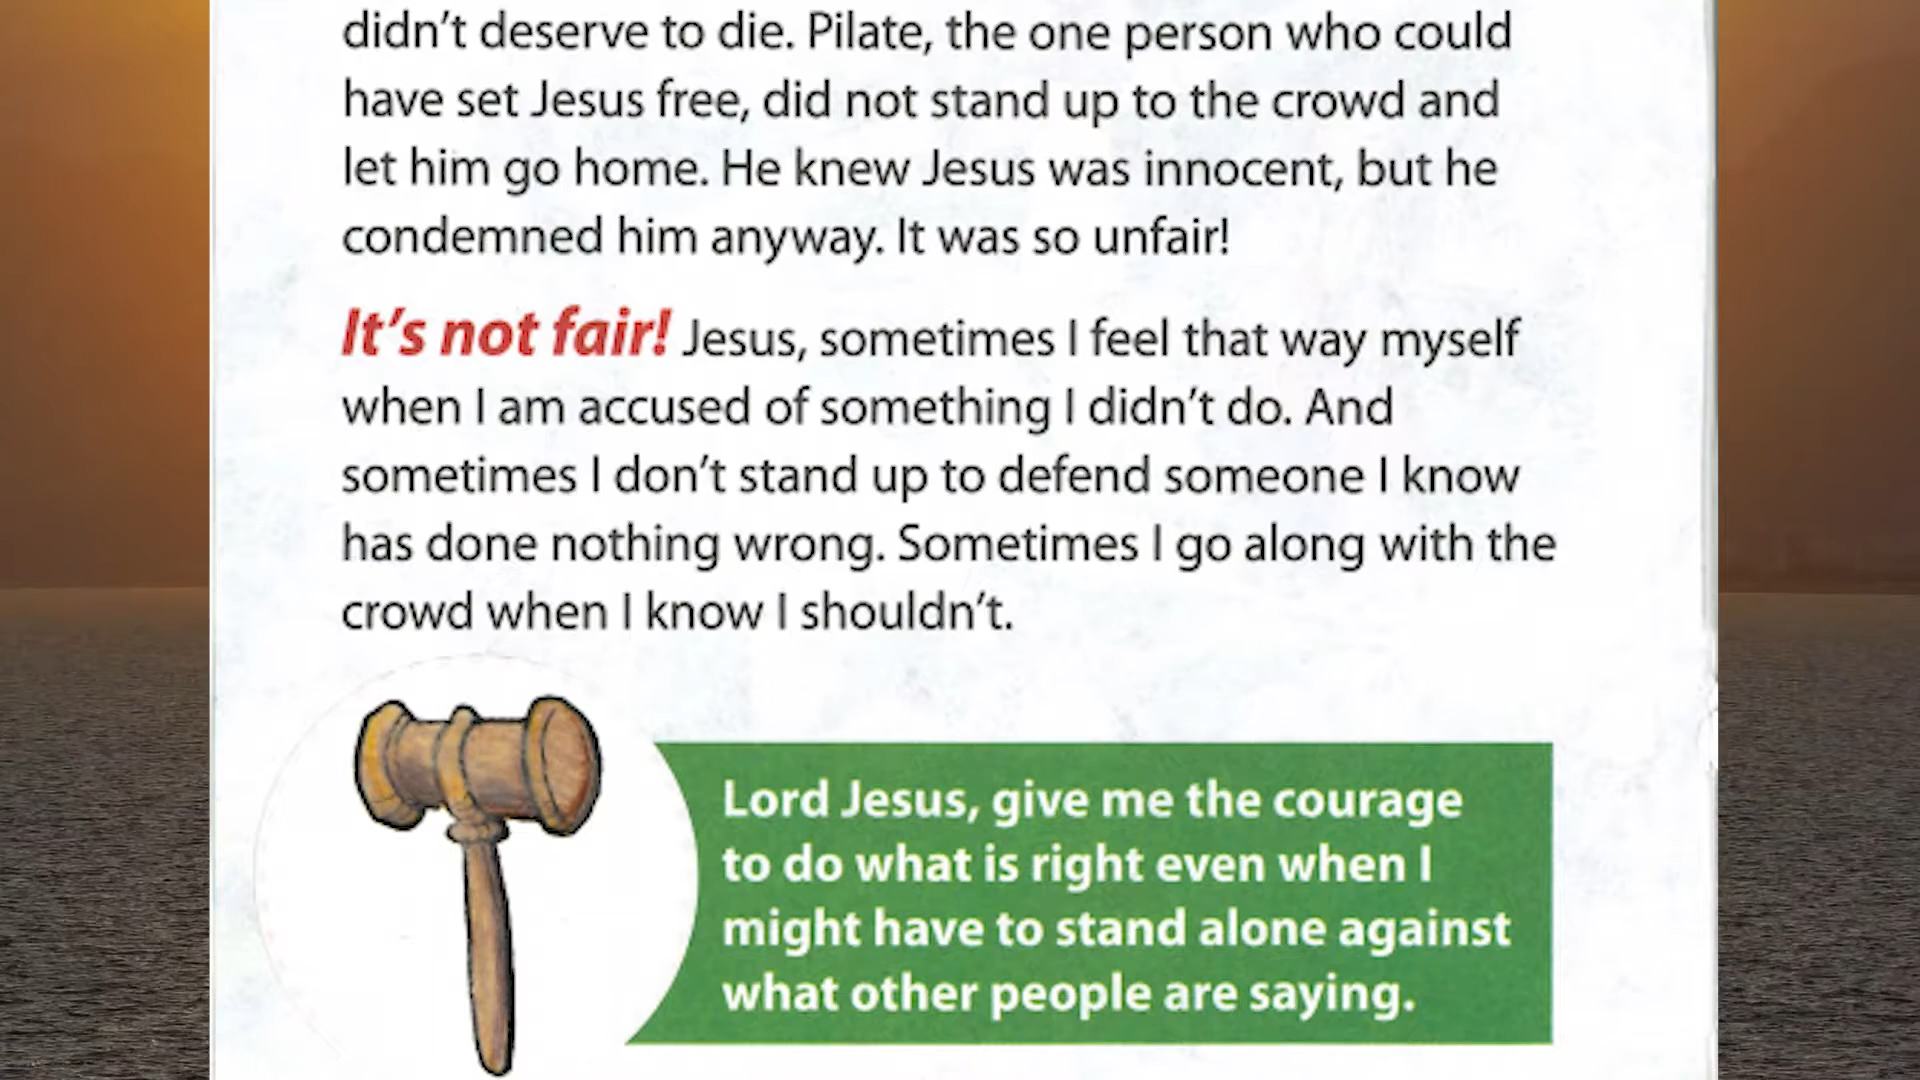 didn't deserve to die. Pilate, the one person who could
have set Jesus free, did not stand up to the crowd and
let him go home. He knew Jesus was innocent, but he
condemned him anyway. It was so unfair!
It's not fair! Jesus, sometimes I feel that way myself
when I am accused of something I didn't do. And
sometimes I don't stand up to defend someone I know
has done nothing wrong. Sometimes I go along with the
crowd when I know I shouldn't.
Lord Jesus, give me the courage
to do what is right even when I
might have to stand alone against
what other people are saying.